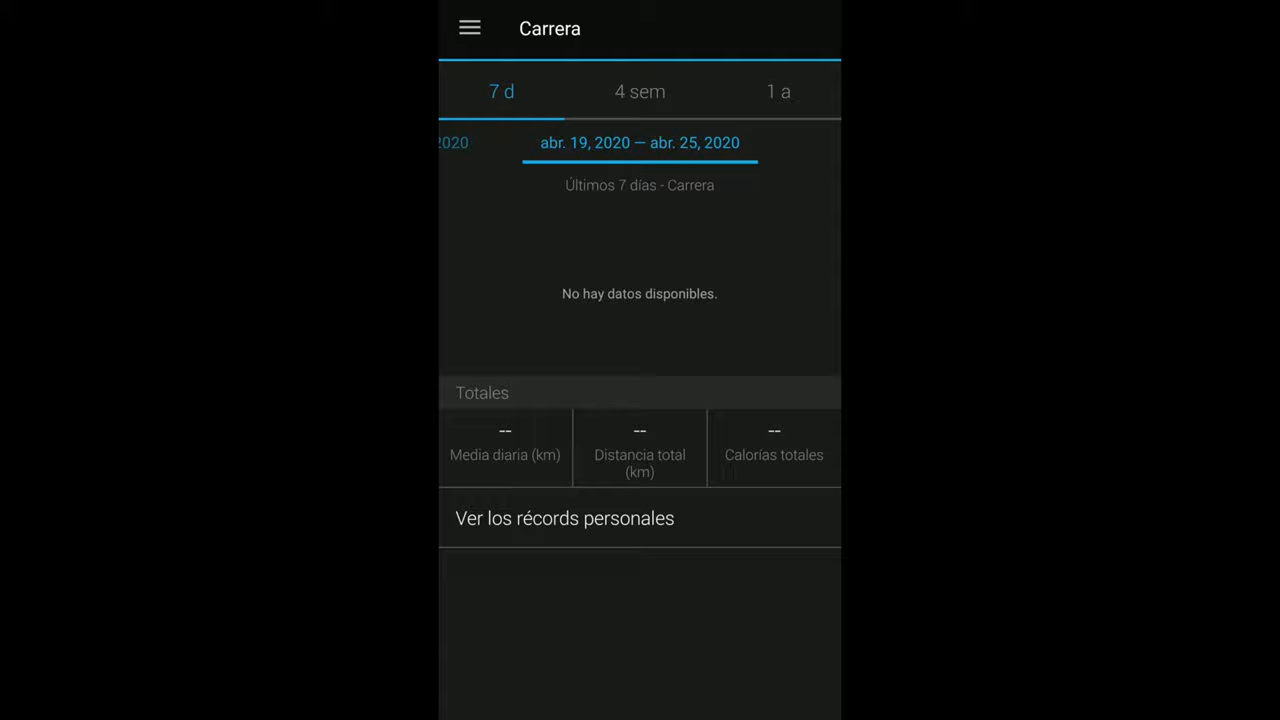 Carrera
7 d
4 sem
1 a
2020
abr. 19, 2020 — abr. 25, 2020
Últimos 7 días - Carrera
No hay datos disponibles.
Totales
--
Media diaria (km)
--
Distancia total
(km)
--
Calorías totales
Ver los récords personales